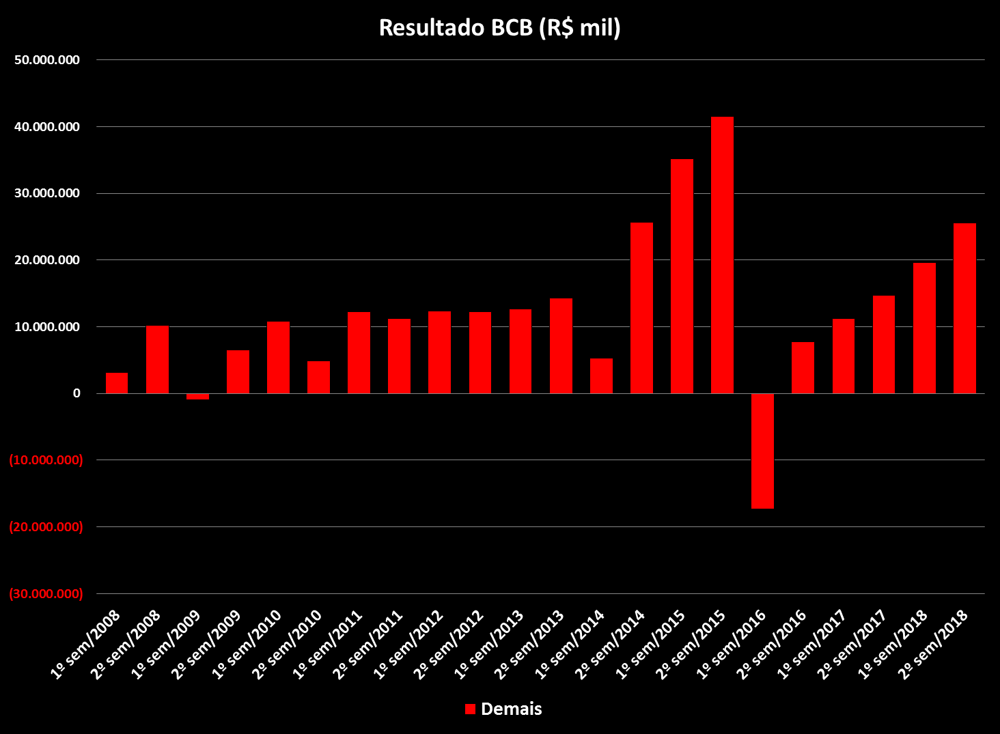 Resultado BCB (R$ mil)
50.000.000
40.000.000
30.000.000
20.000.000
10.000.000
0
(10.000.000)
(20.000.000)
(30.000.000)
1º sem/2008
2º sem/2008
1º sem/2009
2º sem/2009
1º sem/2010
2º sem/2010
1º sem/2011
2º sem/2011
1º sem/2012
2º sem/2012
1º sem/2013
2º sem/2013
1º sem/2014
2º sem/2014
1º sem/2015
2º sem/2015
1º sem/2016
2º sem/2016
1º sem/2017
2º sem/2017
1º sem/2018
2º sem/2018
Demais